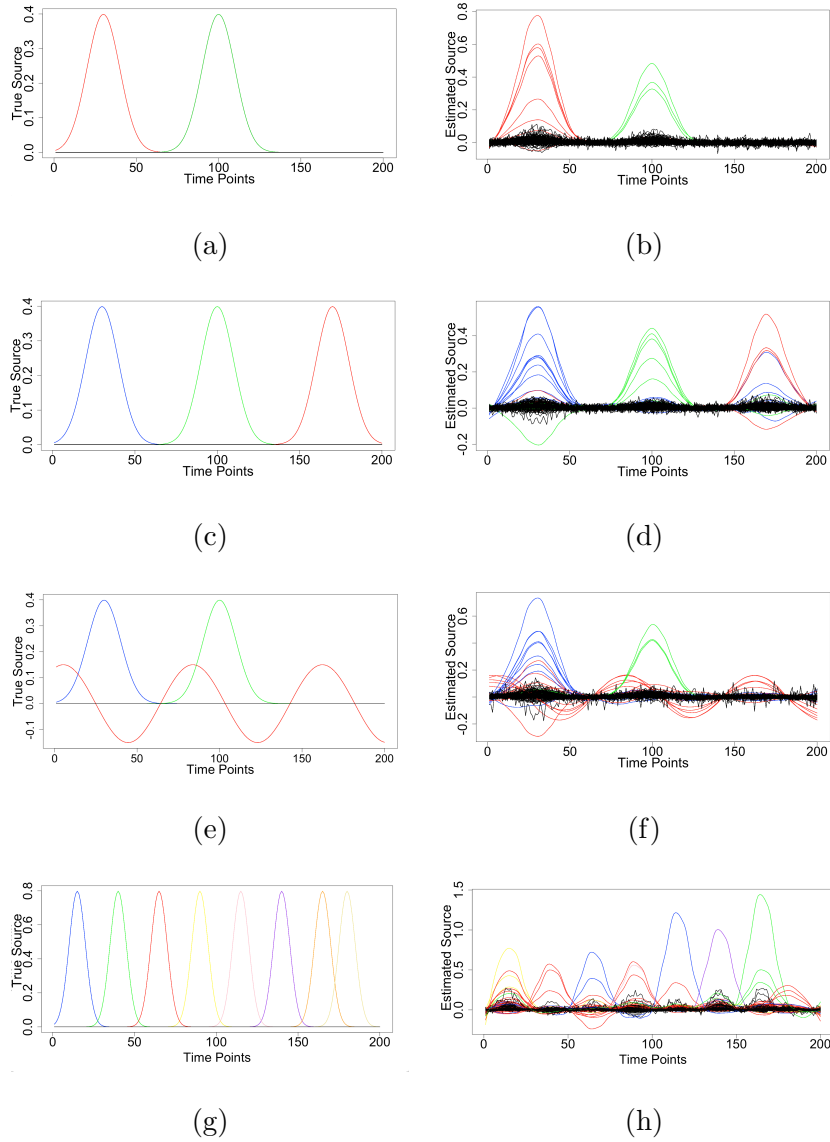 True Source
0.0 0.1 0.2 0.3 0.4
0 50 100 150 200
Time Points
(a)
Estimated Source
0.0 0.2 0.4 0.6 0.8
0 50 100 150 200
Time Points
(b)
True Source
0.0 0.1 0.2 0.3 0.4
0 50 100 150 200
Time Points
(c)
Estimated Source
-0.2 0.0 0.2 0.4
0 50 100 150 200
Time Points
(d)
True Source
-0.1 0.0 0.1 0.2 0.3 0.4
0 50 100 150 200
Time Points
(e)
Estimated Source
-0.2 0.2 0.6
0 50 100 150 200
Time Points
(f)
True Source
0.0 0.2 0.4 0.6 0.8
0 50 100 150 200
Time Points
(g)
Estimated Source
0.0 0.5 1.0 1.5
0 50 100 150 200
Time Points
(h)